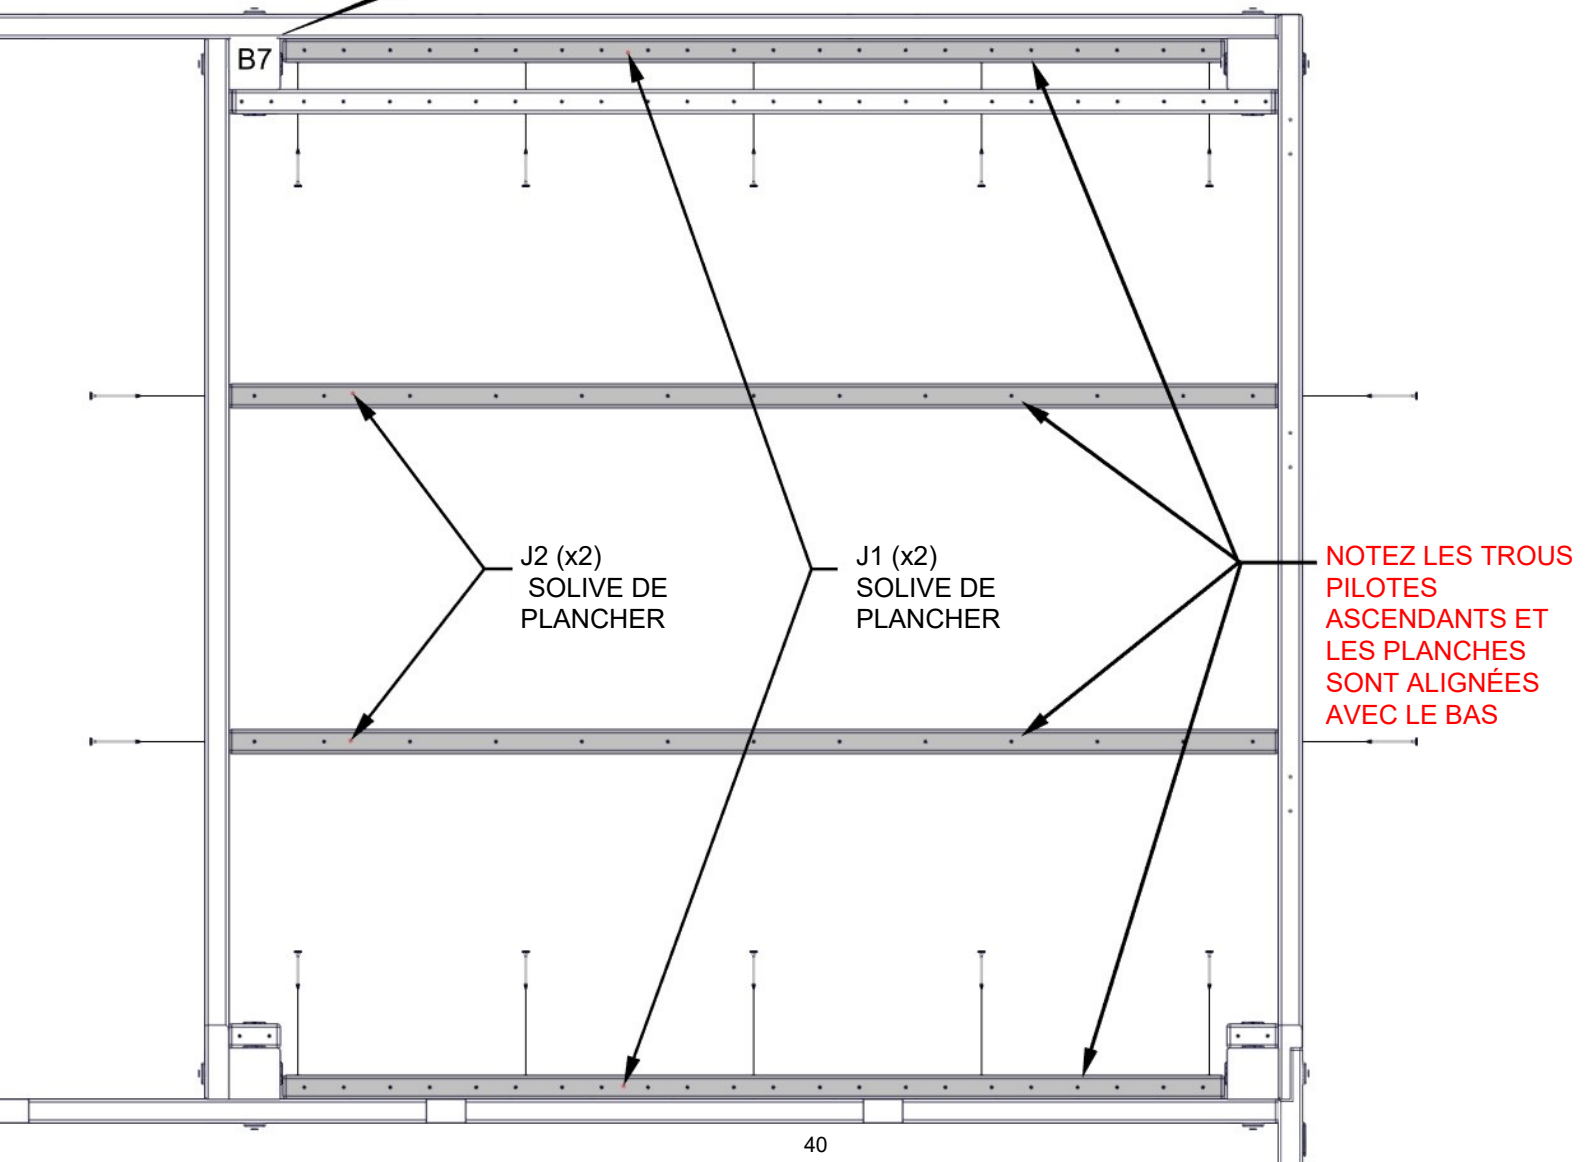 B7
J2 (x2)
SOLIVE DE
PLANCHER
J1 (x2)
SOLIVE DE
PLANCHER
NOTEZ LES TROUS
PILOTES
ASCENDANTS ET
LES PLANCHES
SONT ALIGNÉES
AVEC LE BAS
40